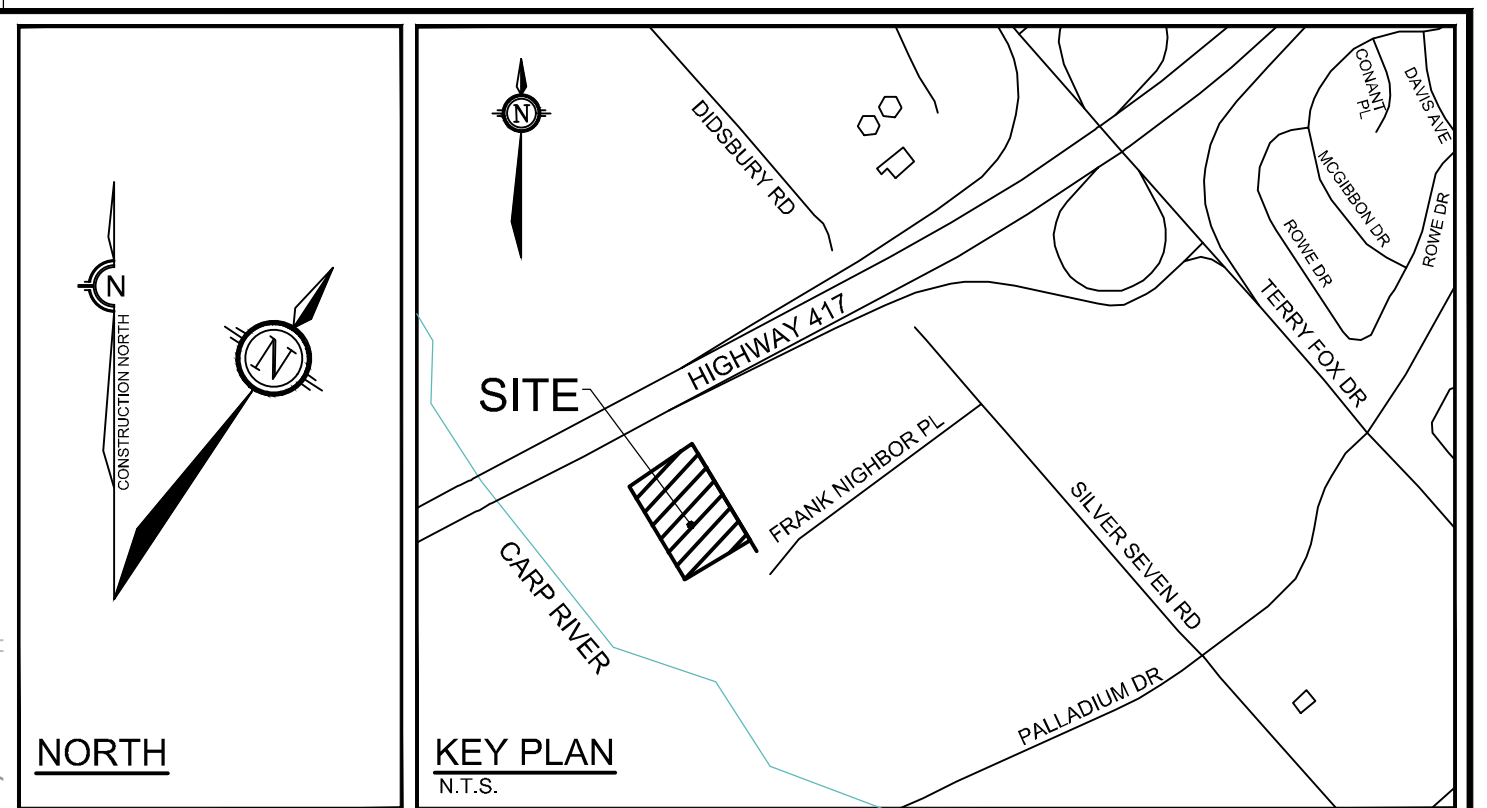 N
CONSTRUCTION NORTH
N
NORTH
N
DIDSBURY RD
HIGHWAY 417
SITE
FRANK NIGHBOR PL
CARP RIVER
SILVER SEVEN RD
PALLADIUM DR
TERRY FOX DR
CONANT
PL
DAVIS AVE
MCGIBBON DR
ROWE DR
ROWE DR
KEY PLAN
N.T.S.